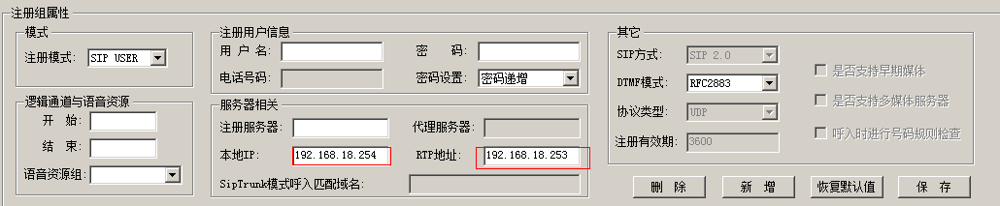 注册组属性
模式
注册模式: SIP USER
逻辑通道与语音资源
开 始:
结 束:
语音资源组:
注册用户信息
用 户 名: 密 码:
电话号码: 密码设置: 密码递增
服务器相关
注册服务器: 代理服务器:
本地IP: 192.168.18.254 RTP地址: 192.168.18.253
SipTrunk模式呼入匹配域名:
其它
SIP方式: SIP 2.0
DTMF模式: RFC2883
协议类型: UDP
注册有效期: 3600
是否支持早期媒体
是否支持多媒体服务器
呼入时进行号码规则检查
删 除 新 增 恢复默认值 保 存